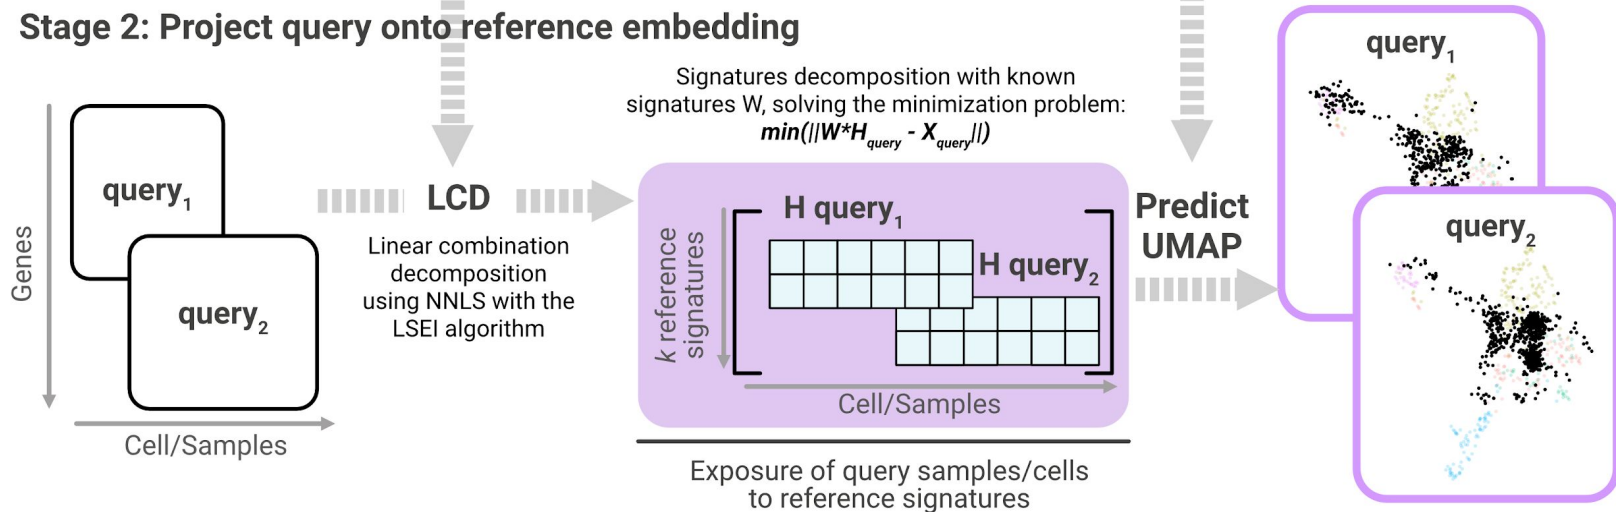 Stage 2: Project query onto reference embedding
Genes
query1
query2
Cell/Samples
LCD
Linear combination
decomposition
using NNLS with the
LSEI algorithm
Signatures decomposition with known
signatures W, solving the minimization problem:
min(||W*Hquery - Xquery||)
k reference
signatures
H query1
H query2
Cell/Samples
Exposure of query samples/cells
to reference signatures
Predict
UMAP
query1
query2